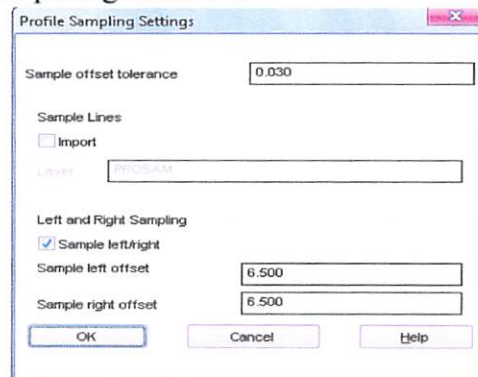 Profile Sampling Settings
Sample offset tolerance 0.030
Sample Lines
Import
Layer PROSAM
Left and Right Sampling
Sample left/right
Sample left offset 6.500
Sample right offset 6.500
OK Cancel Help